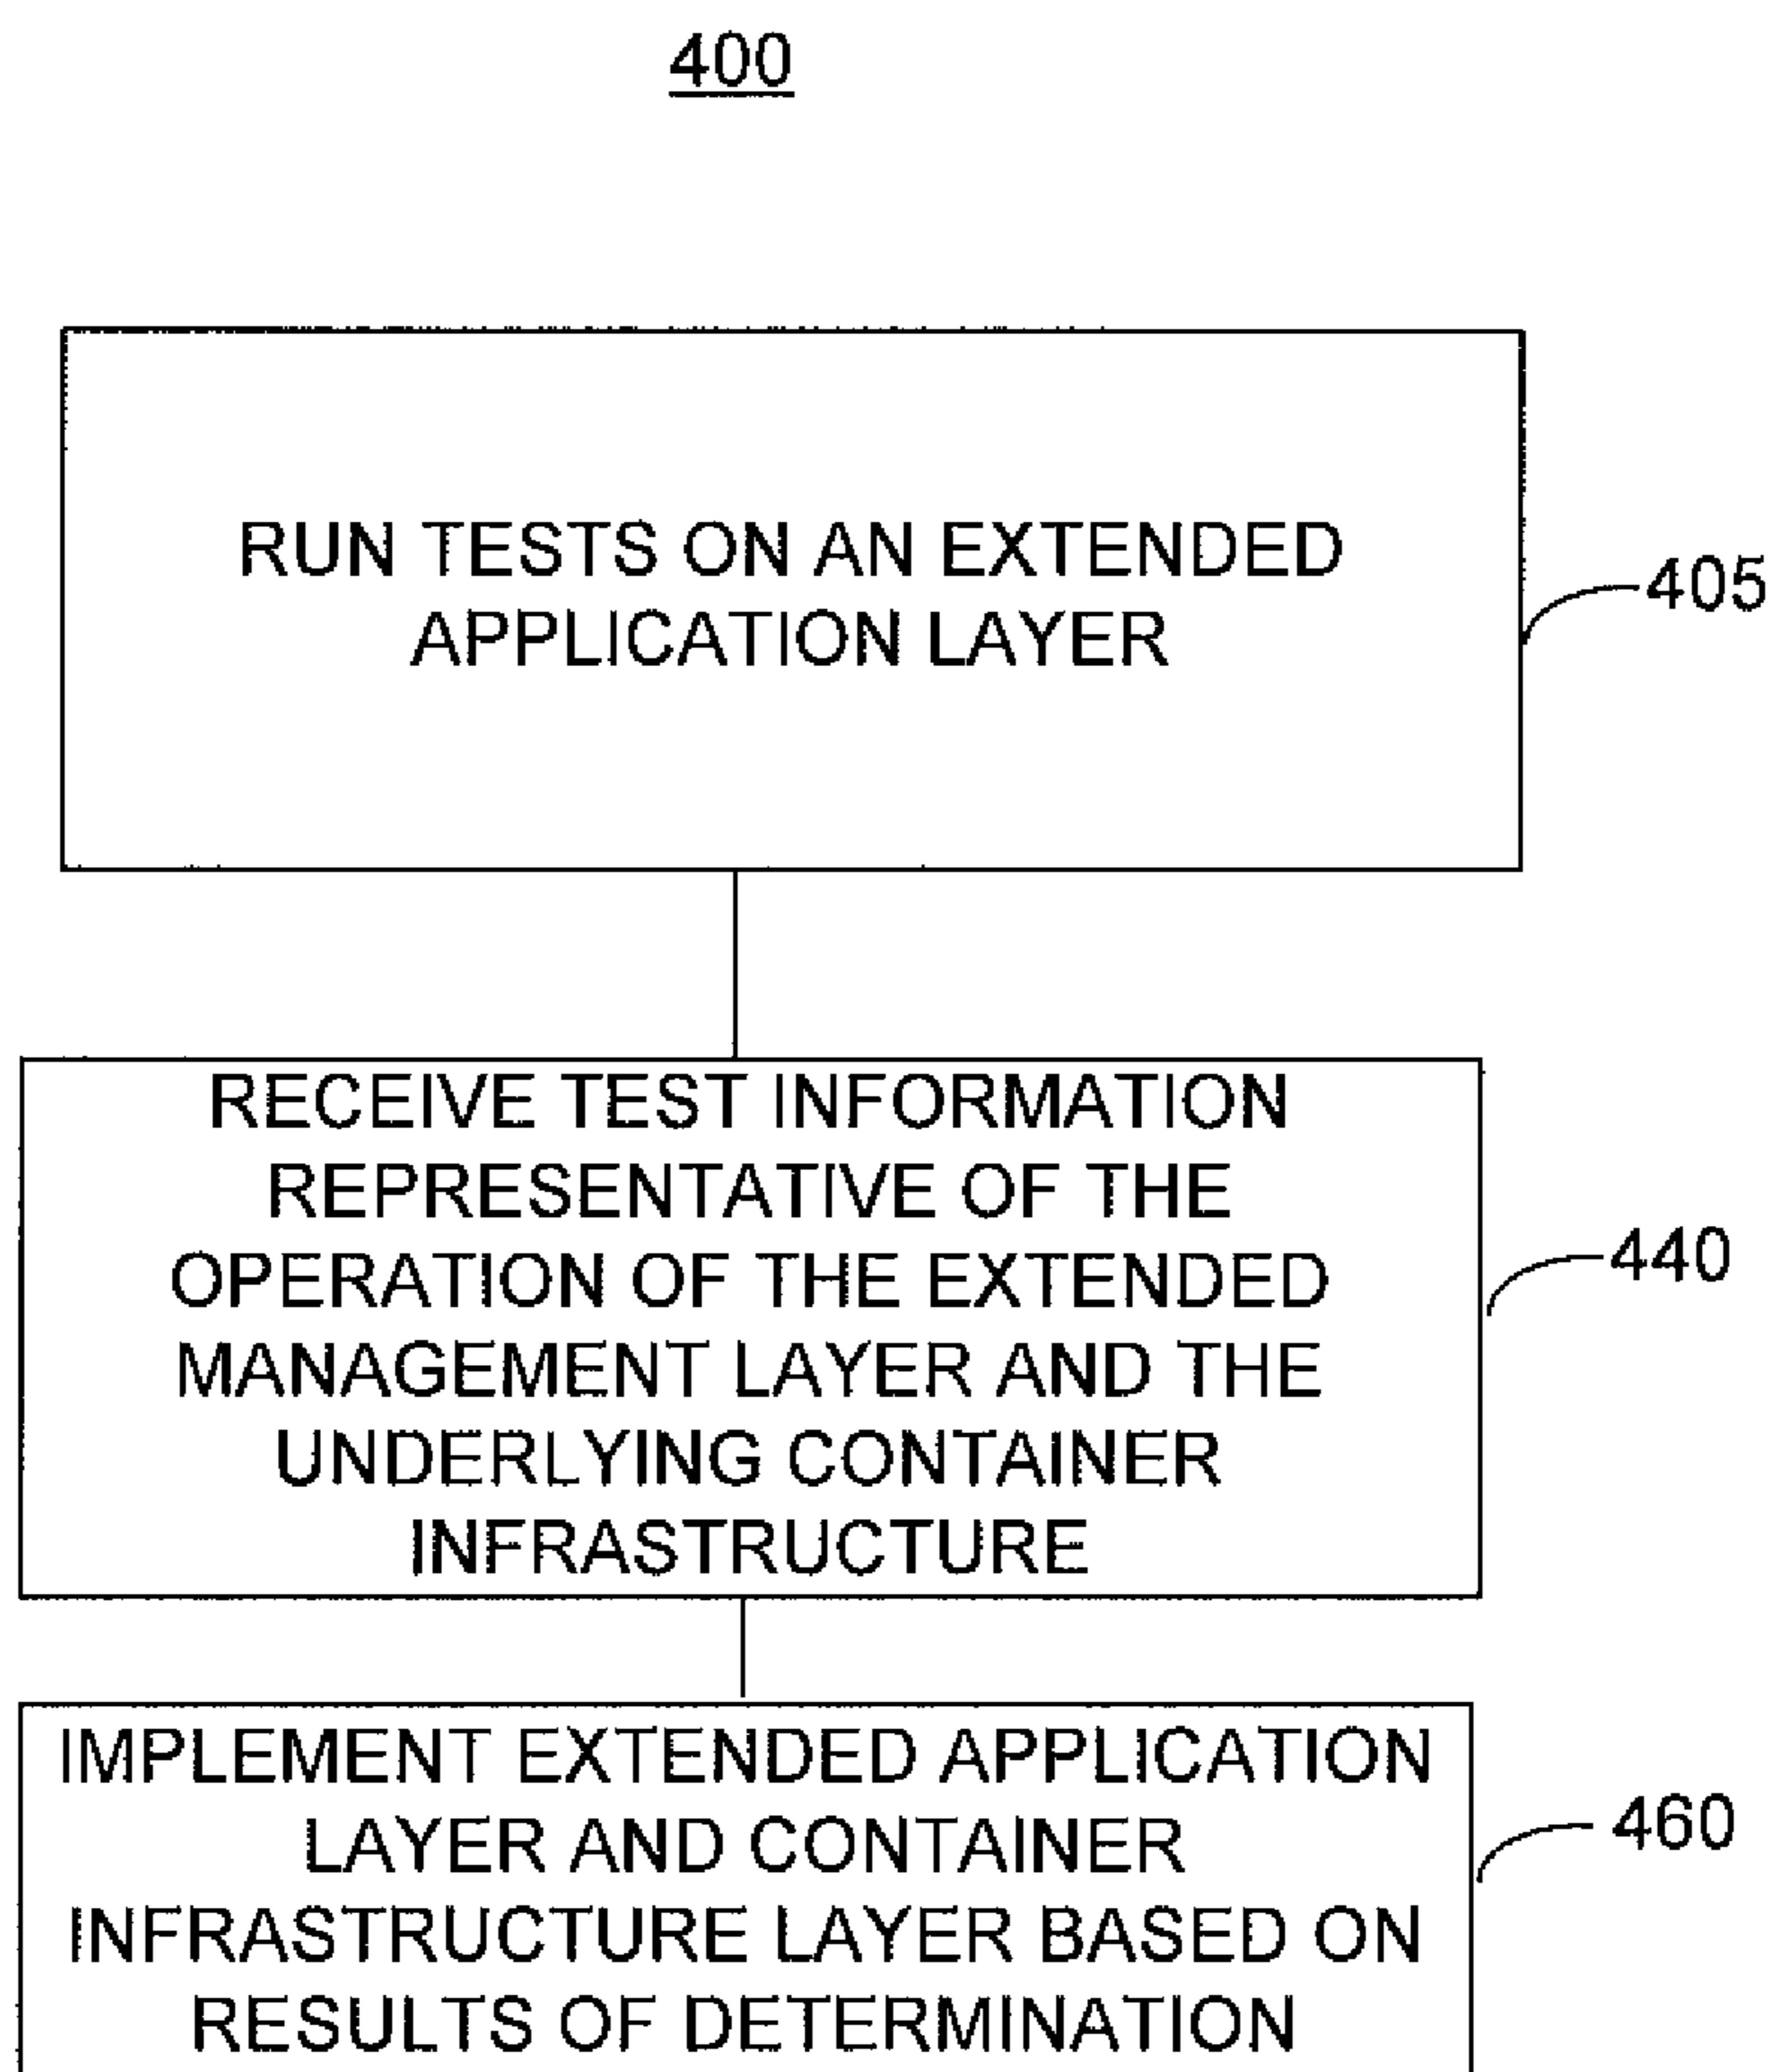 400
RUN TESTS ON AN EXTENDED
APPLICATION LAYER
405
RECEIVE TEST INFORMATION
REPRESENTATIVE OF THE
OPERATION OF THE EXTENDED
MANAGEMENT LAYER AND THE
UNDERLYING CONTAINER
INFRASTRUCTURE
440
IMPLEMENT EXTENDED APPLICATION
LAYER AND CONTAINER
INFRASTRUCTURE LAYER BASED ON
RESULTS OF DETERMINATION
460